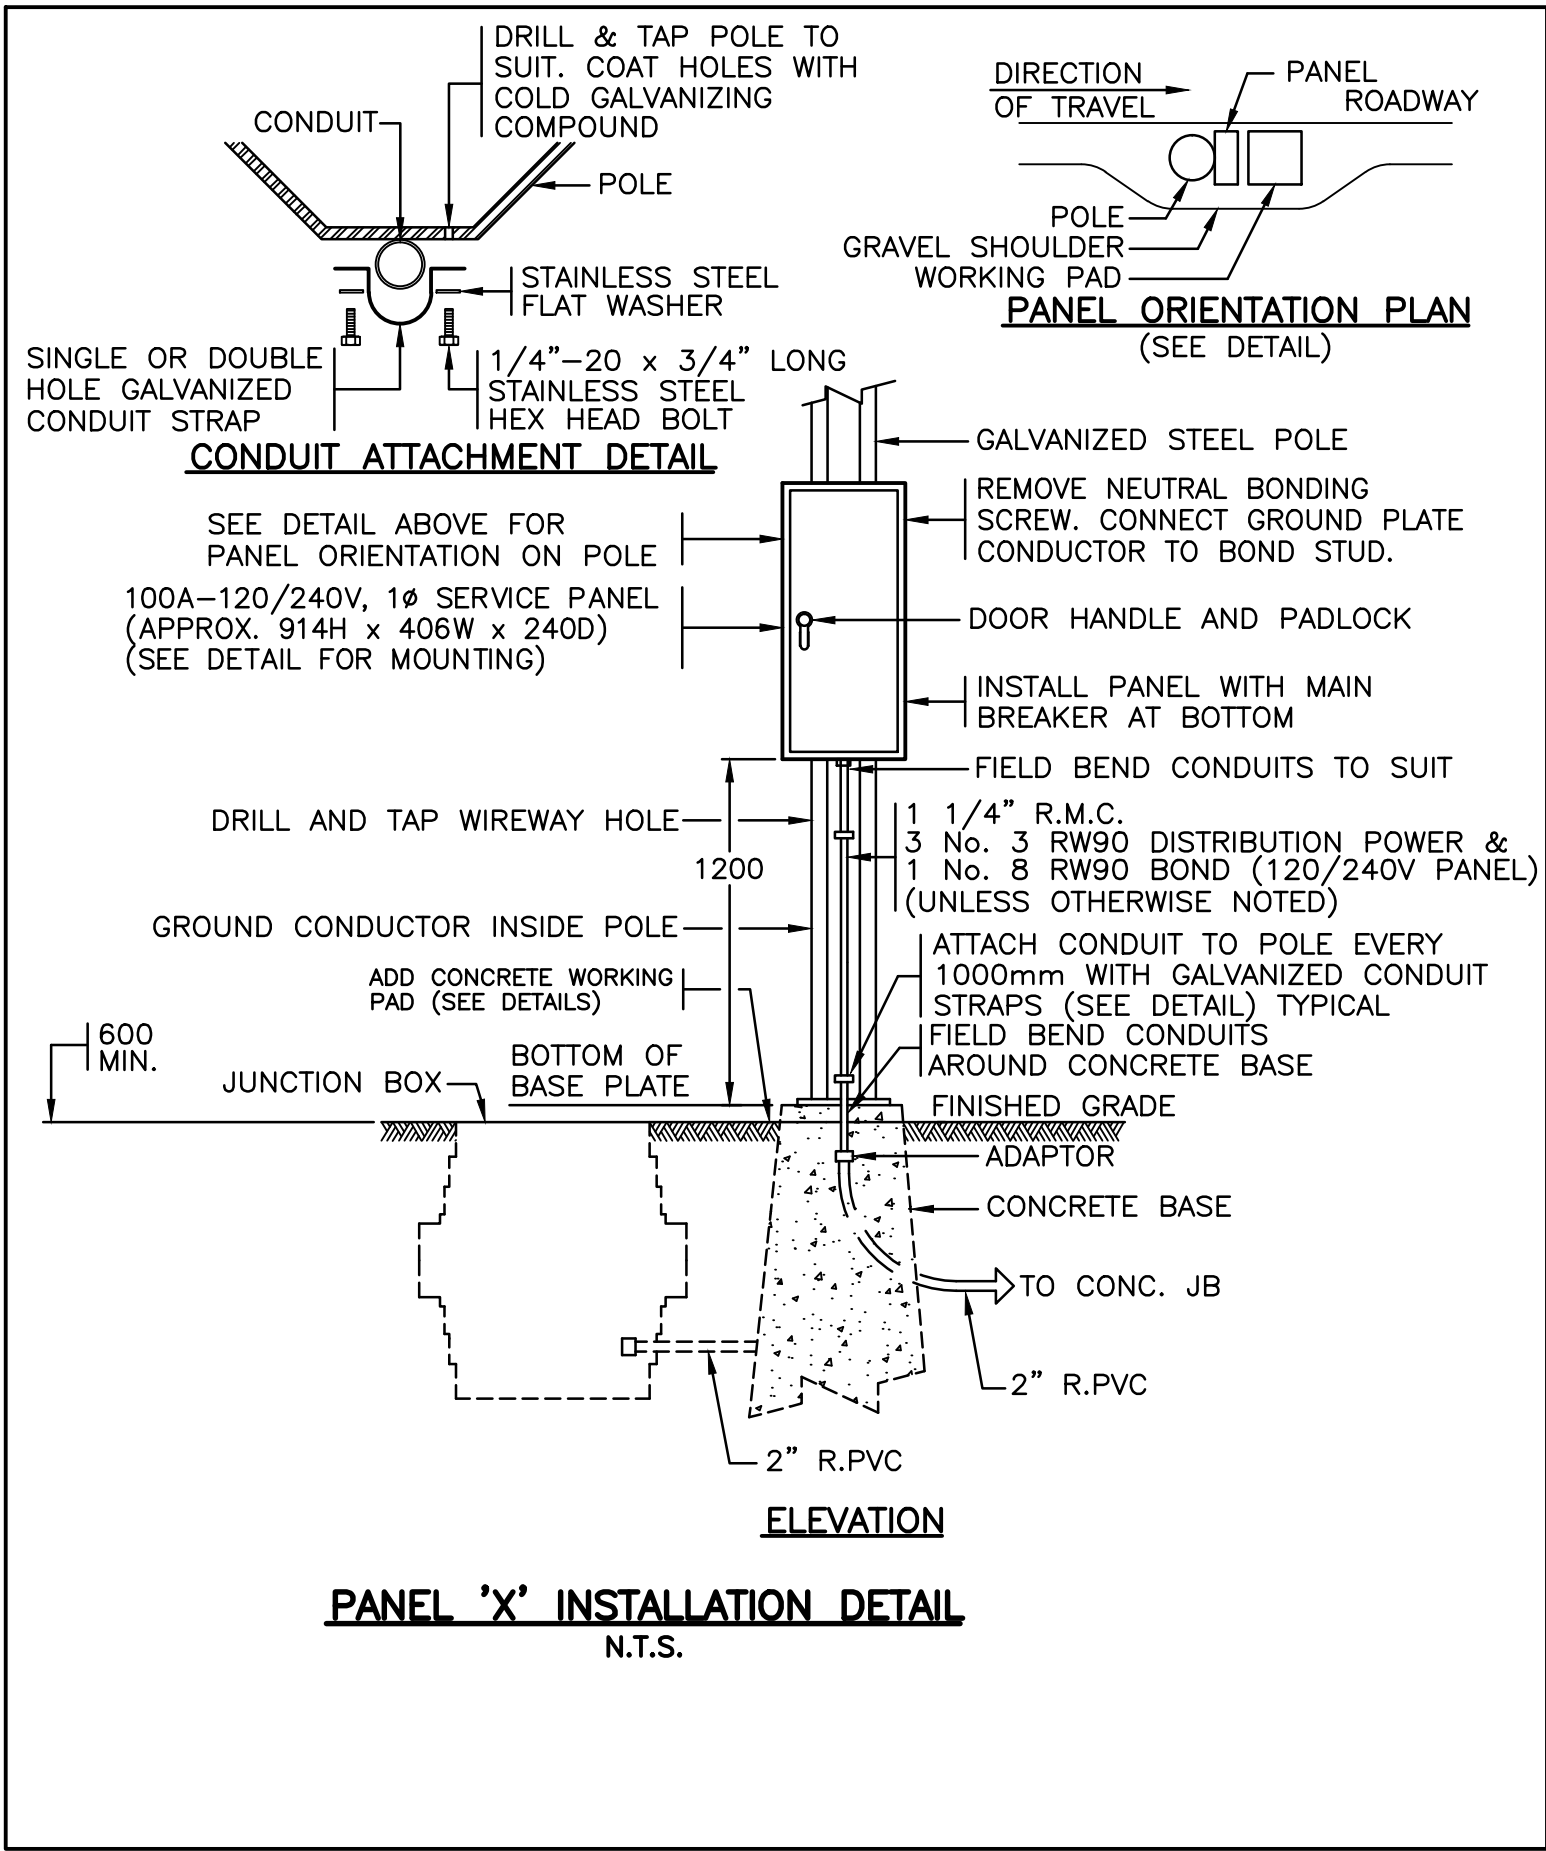 DRILL & TAP POLE TO
SUIT. COAT HOLES WITH
COLD GALVANIZING
COMPOUND
CONDUIT
POLE
STAINLESS STEEL
FLAT WASHER
SINGLE OR DOUBLE
HOLE GALVANIZED
CONDUIT STRAP
1/4"-20 x 3/4" LONG
STAINLESS STEEL
HEX HEAD BOLT
CONDUIT ATTACHMENT DETAIL
DIRECTION
OF TRAVEL
PANEL
ROADWAY
POLE
GRAVEL SHOULDER
WORKING PAD
PANEL ORIENTATION PLAN
(SEE DETAIL)
GALVANIZED STEEL POLE
REMOVE NEUTRAL BONDING
SCREW. CONNECT GROUND PLATE
CONDUCTOR TO BOND STUD.
SEE DETAIL ABOVE FOR
PANEL ORIENTATION ON POLE
100A-120/240V, 1ø SERVICE PANEL
(APPROX. 914H x 406W x 240D)
(SEE DETAIL FOR MOUNTING)
DOOR HANDLE AND PADLOCK
INSTALL PANEL WITH MAIN
BREAKER AT BOTTOM
FIELD BEND CONDUITS TO SUIT
DRILL AND TAP WIREWAY HOLE
1 1/4" R.M.C.
3 No. 3 RW90 DISTRIBUTION POWER &
1 No. 8 RW90 BOND (120/240V PANEL)
(UNLESS OTHERWISE NOTED)
1200
GROUND CONDUCTOR INSIDE POLE
ATTACH CONDUIT TO POLE EVERY
1000mm WITH GALVANIZED CONDUIT
STRAPS (SEE DETAIL) TYPICAL
ADD CONCRETE WORKING
PAD (SEE DETAILS)
FIELD BEND CONDUITS
AROUND CONCRETE BASE
600
MIN.
BOTTOM OF
BASE PLATE
JUNCTION BOX
FINISHED GRADE
ADAPTOR
CONCRETE BASE
TO CONC. JB
2" R.PVC
2" R.PVC
ELEVATION
PANEL 'X' INSTALLATION DETAIL
N.T.S.